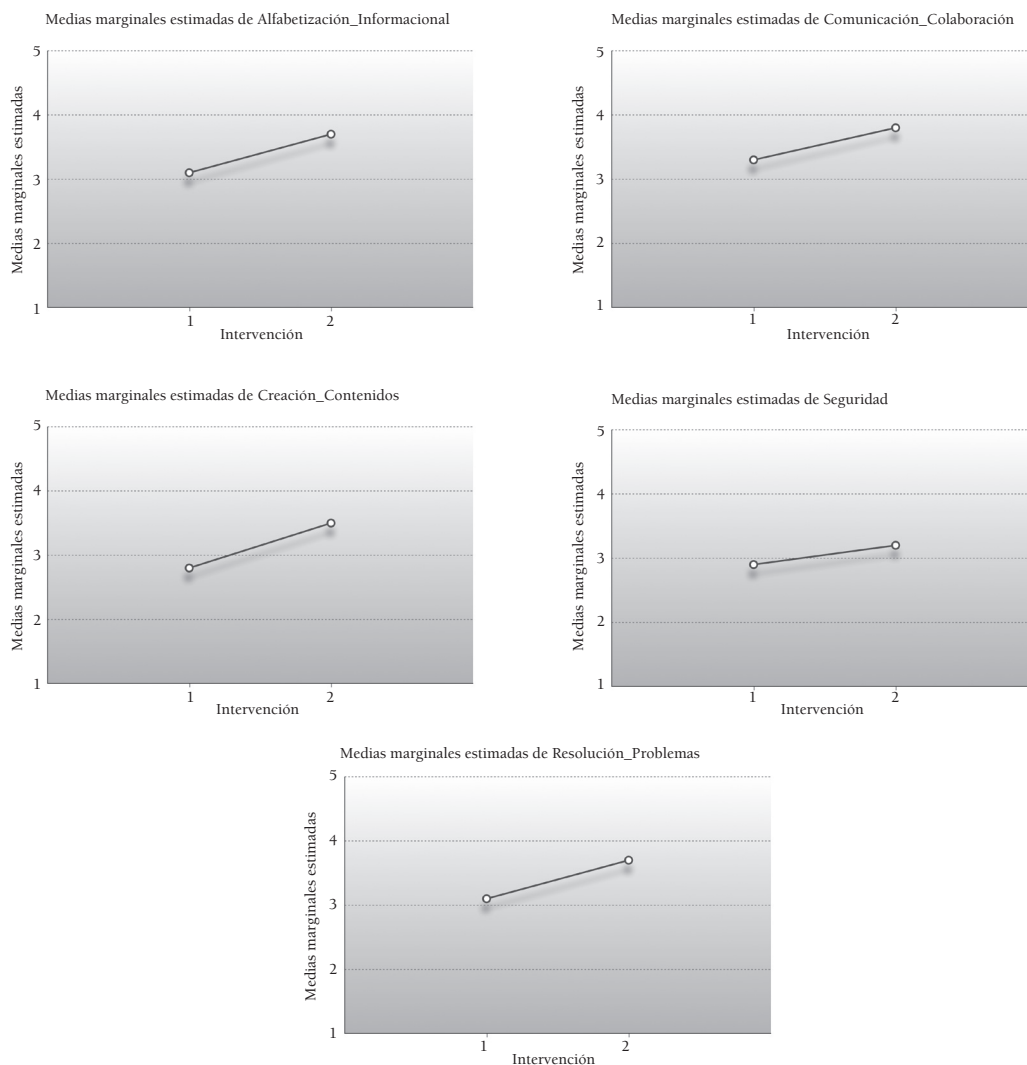 Medias marginales estimadas de Alfabetización_Informacional
Medias marginales estimadas
5
4
3
2
1
1
2
Intervención
Medias marginales estimadas de Comunicación_Colaboración
Medias marginales estimadas
5
4
3
2
1
1
2
Intervención
Medias marginales estimadas de Creación_Contenidos
Medias marginales estimadas
5
4
3
2
1
1
2
Intervención
Medias marginales estimadas de Seguridad
Medias marginales estimadas
5
4
3
2
1
1
2
Intervención
Medias marginales estimadas de Resolución_Problemas
Medias marginales estimadas
5
4
3
2
1
1
2
Intervención